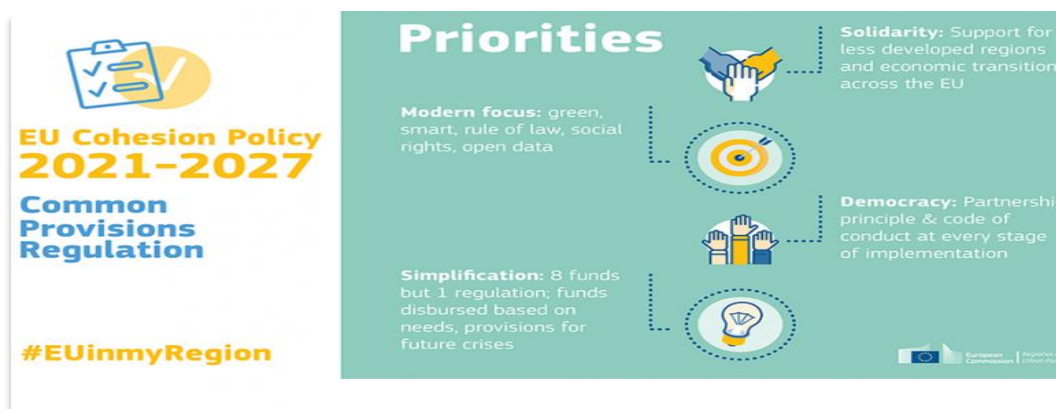 EU Cohesion Policy
2021-2027
Common
Provisions
Regulation
#EUinmyRegion
Priorities
Solidarity: Support for
less developed regions
and economic transition
across the EU
Modern focus: green,
smart, rule of law, social
rights, open data
Democracy: Partnershi
principle & code of
conduct at every stage
of implementation
Simplification: 8 funds
but 1 regulation; funds
disbursed based on
needs, provisions for
future crises
European
Commission